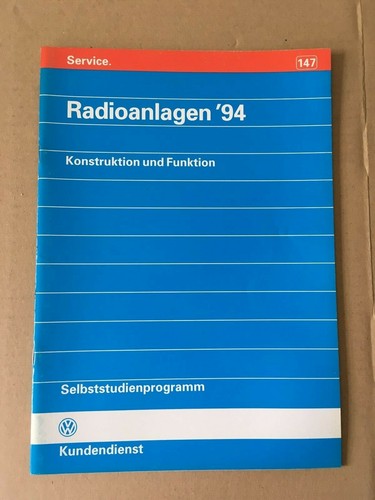 Service. 147
Radioanlagen '94
Konstruktion und Funktion
Selbststudienprogramm
VW
Kundendienst